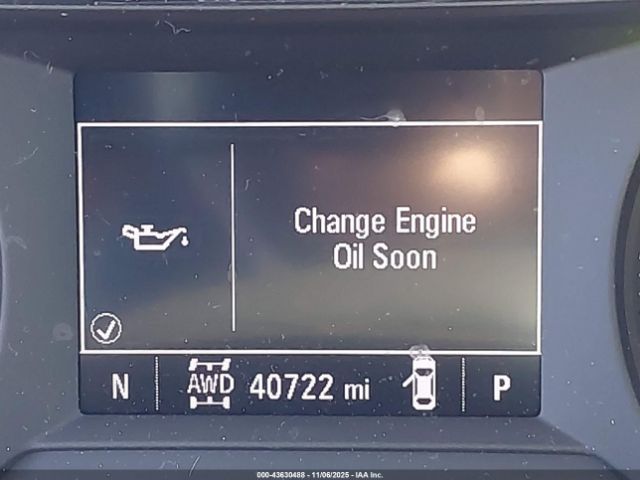 Change Engine
Oil Soon
N AWD 40722 mi P
000-43630488 - 11/06/2025 - IAA Inc.